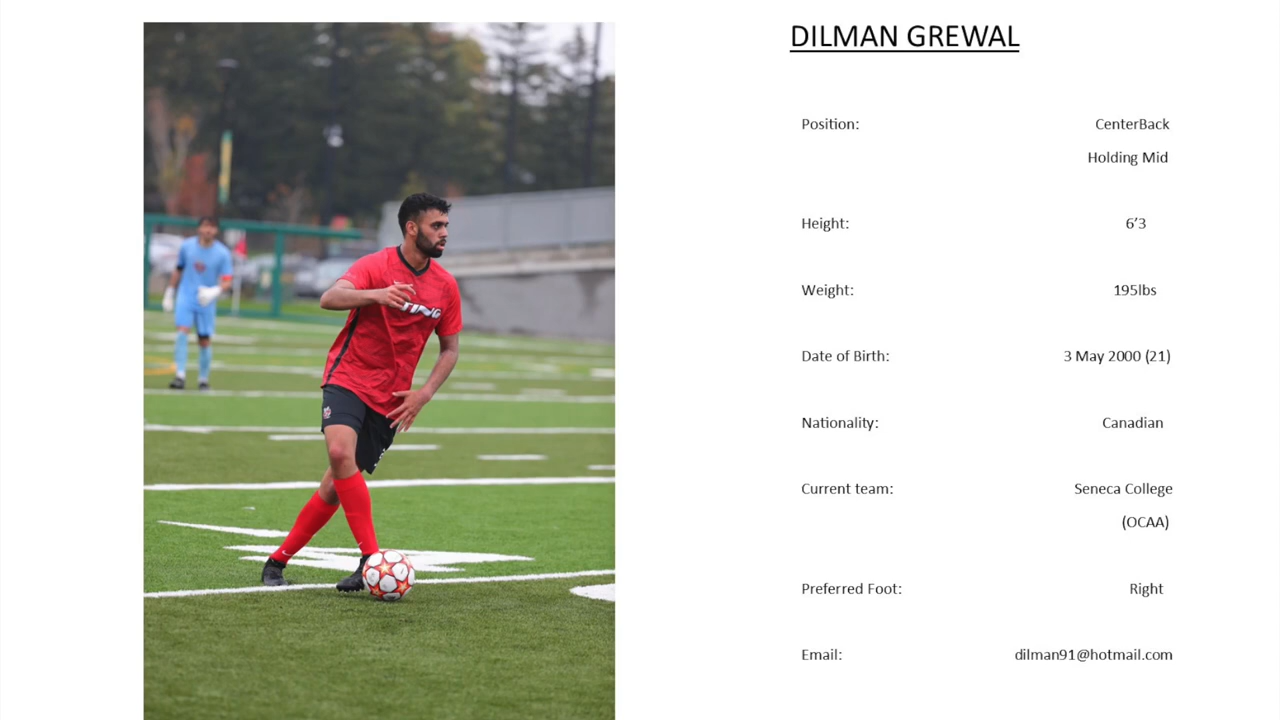 DILMAN GREWAL
Position: CenterBack
Holding Mid
Height: 6’3
Weight: 195lbs
Date of Birth: 3 May 2000 (21)
Nationality: Canadian
Current team: Seneca College
(OCAA)
Preferred Foot: Right
Email: dilman91@hotmail.com